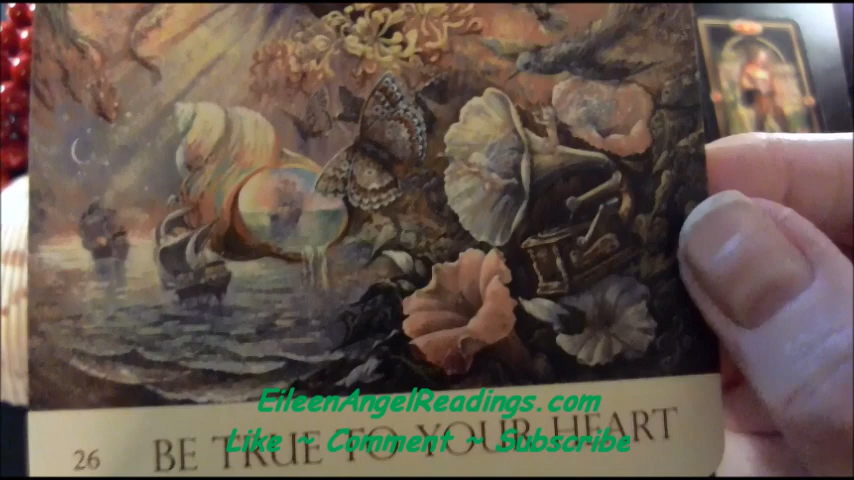 EileenAngelReadings.com
26 BE TRUE TO YOUR HEART
Like ~ Comment ~ Subscribe